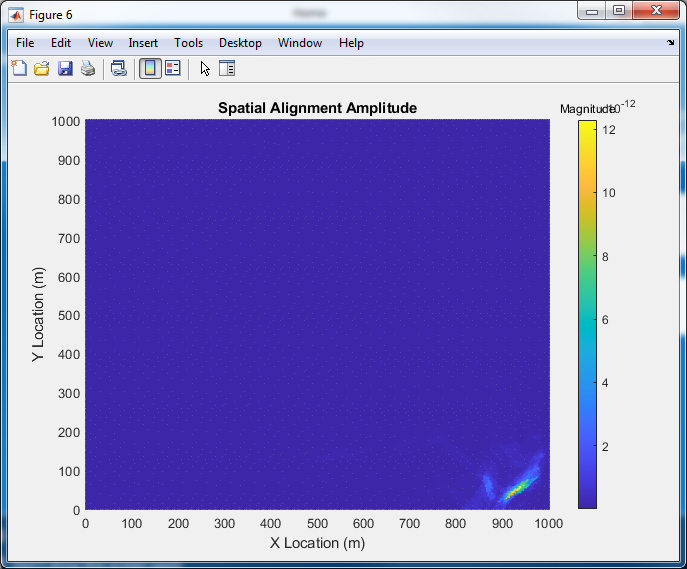 Figure 6
File Edit View Insert Tools Desktop Window Help
Spatial Alignment Amplitude
Magnitude
10-12
1000
900
800
700
600
500
400
300
200
100
0
Y Location (m)
0 100 200 300 400 500 600 700 800 900 1000
X Location (m)
12
10
8
6
4
2